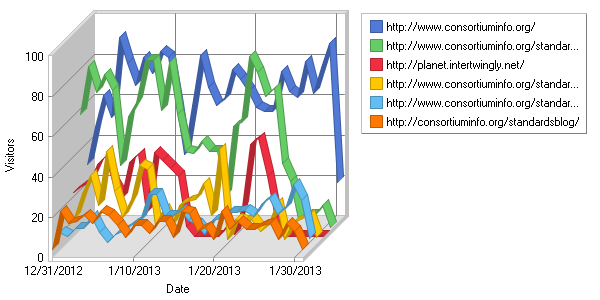 100
80
60
40
20
0
Visitors
12/31/2012 1/10/2013 1/20/2013 1/30/2013
Date
http://www.consortiuminfo.org/
http://www.consortiuminfo.org/standar...
http://planet.intertwingly.net/
http://www.consortiuminfo.org/standar...
http://www.consortiuminfo.org/standar...
http://consortiuminfo.org/standardsblog/